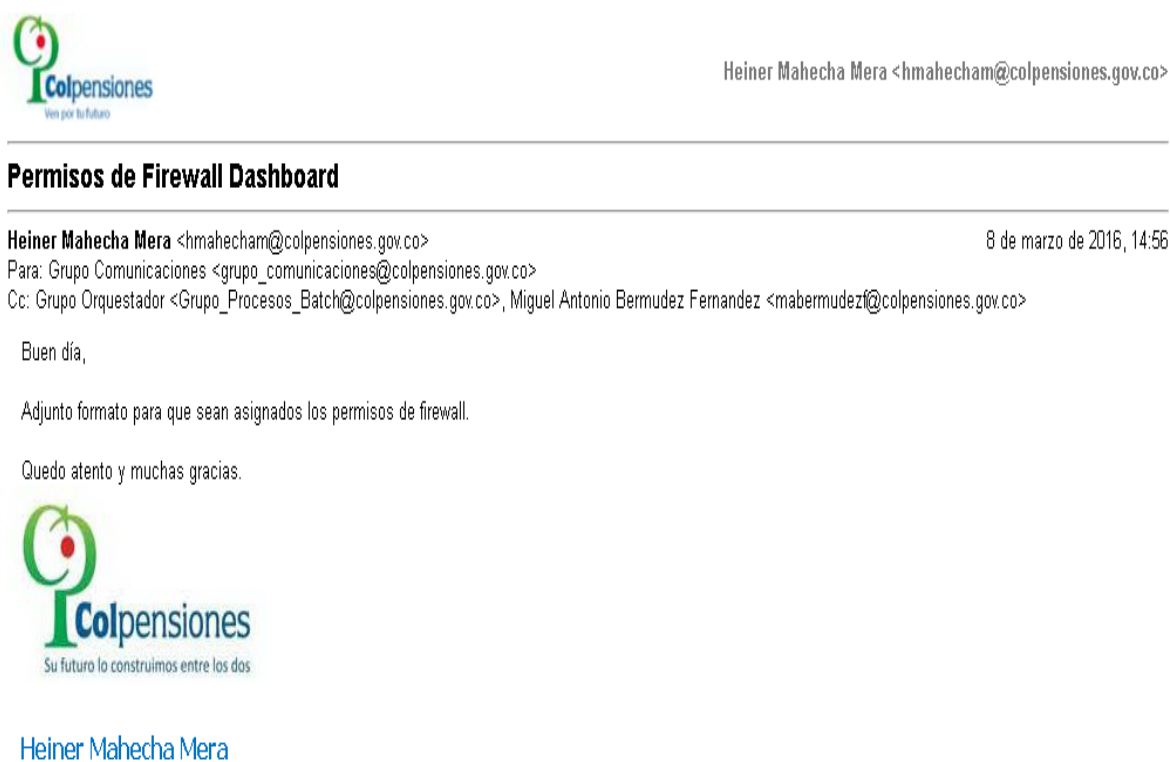 Colpensiones
Ven por tu futuro
Heiner Mahecha Mera <hmahecham@colpensiones.gov.co>
Permisos de Firewall Dashboard
Heiner Mahecha Mera <hmahecham@colpensiones.gov.co> 8 de marzo de 2016, 14:56
Para: Grupo Comunicaciones <grupo_comunicaciones@colpensiones.gov.co>
Cc: Grupo Orquestador <Grupo_Procesos_Batch@colpensiones.gov.co>, Miguel Antonio Bermudez Fernandez <mabermudezf@colpensiones.gov.co>
Buen día,
Adjunto formato para que sean asignados los permisos de firewall.
Quedo atento y muchas gracias.
Colpensiones
Su futuro lo construimos entre los dos
Heiner Mahecha Mera